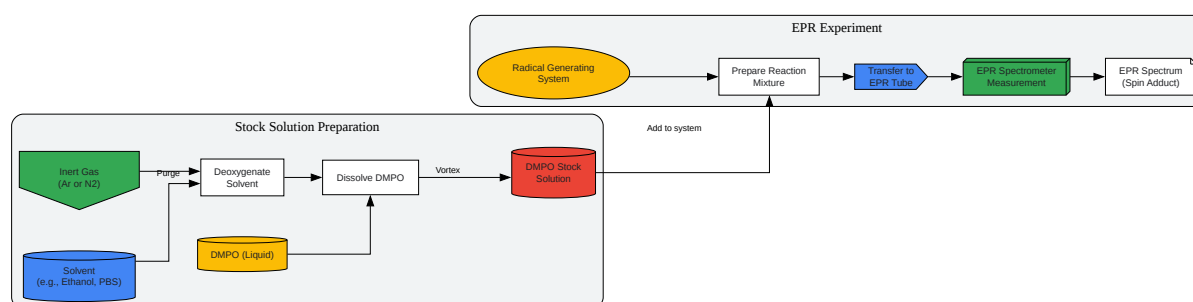 EPR Experiment
Radical Generating
System
Prepare Reaction
Mixture
Transfer to
EPR Tube
EPR Spectrometer
Measurement
EPR Spectrum
(Spin Adduct)
Add to system
Stock Solution Preparation
Inert Gas
(Ar or N2)
Purge
Deoxygenate
Solvent
Dissolve DMPO
Vortex
DMPO Stock
Solution
DMPO (Liquid)
Solvent
(e.g., Ethanol, PBS)